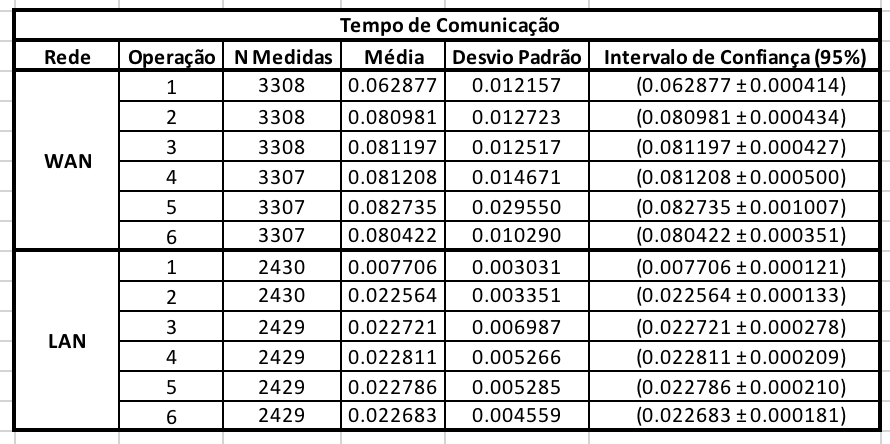 Tempo de Comunicação
Rede Operação N Medidas Média Desvio Padrão Intervalo de Confiança (95%)
WAN
1 3308 0.062877 0.012157 (0.062877 ± 0.000414)
2 3308 0.080981 0.012723 (0.080981 ± 0.000434)
3 3308 0.081197 0.012517 (0.081197 ± 0.000427)
4 3307 0.081208 0.014671 (0.081208 ± 0.000500)
5 3307 0.082735 0.029550 (0.082735 ± 0.001007)
6 3307 0.080422 0.010290 (0.080422 ± 0.000351)
LAN
1 2430 0.007706 0.003031 (0.007706 ± 0.000121)
2 2430 0.022564 0.003351 (0.022564 ± 0.000133)
3 2429 0.022721 0.006987 (0.022721 ± 0.000278)
4 2429 0.022811 0.005266 (0.022811 ± 0.000209)
5 2429 0.022786 0.005285 (0.022786 ± 0.000210)
6 2429 0.022683 0.004559 (0.022683 ± 0.000181)